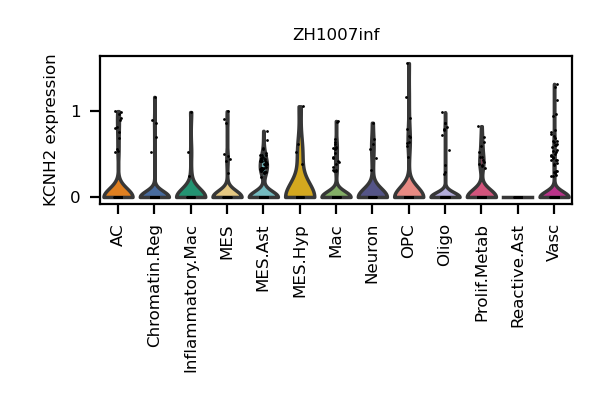 ZH1007inf
KCNH2 expression
1
0
AC
Chromatin.Reg
Inflammatory.Mac
MES
MES.Ast
MES.Hyp
Mac
Neuron
OPC
Oligo
Prolif.Metab
Reactive.Ast
Vasc